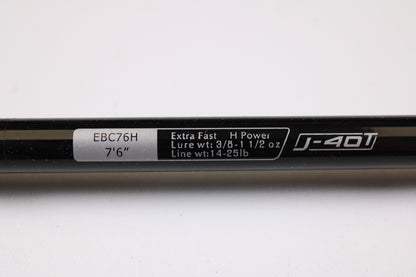 EBC76H
7'6"
Extra Fast H Power
Lure wt: 3/8-1 1/2 oz
Line wt: 14-25lb
J-40T